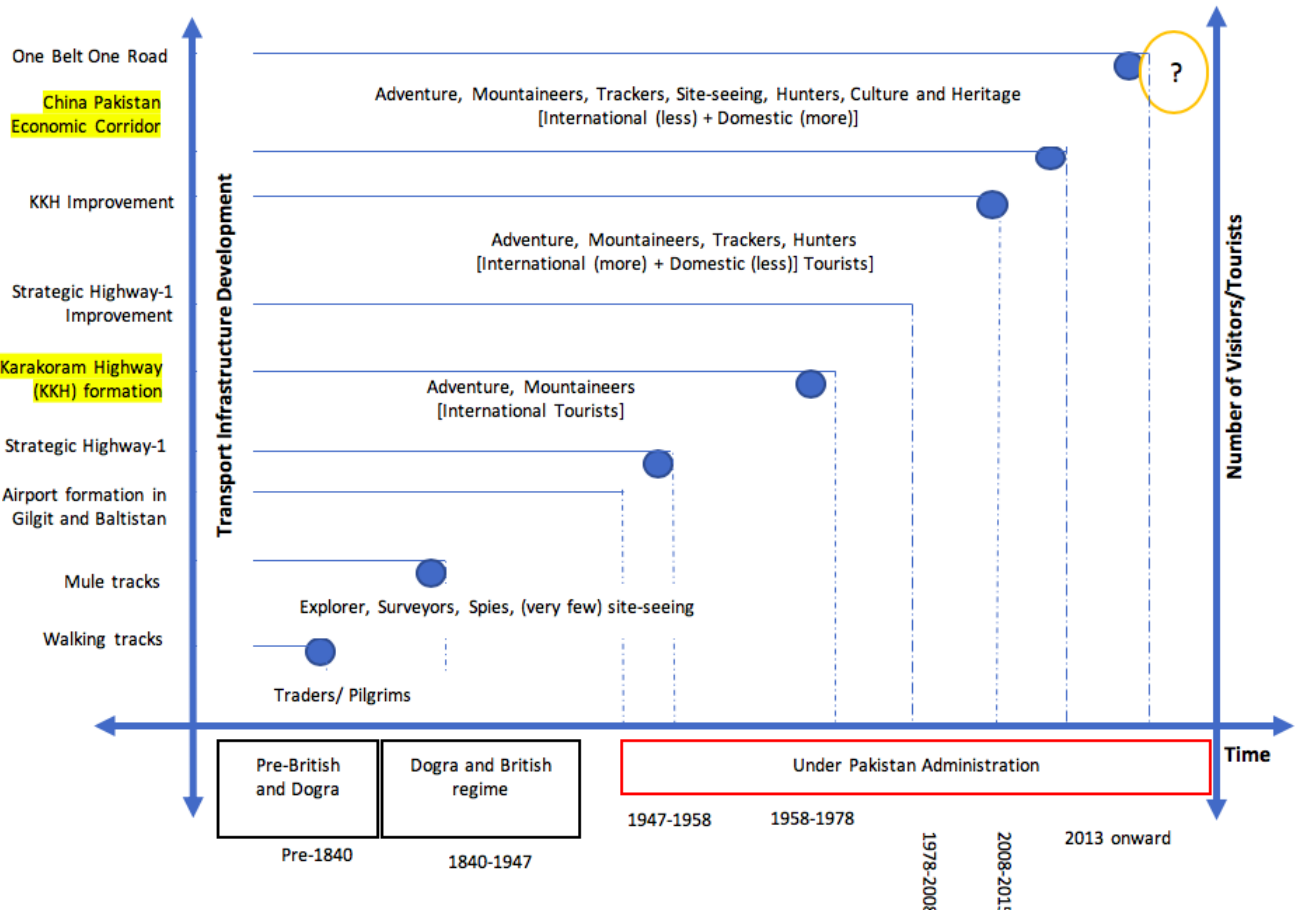 One Belt One Road
?
China Pakistan
Economic Corridor
Adventure, Mountaineers, Trackers, Site-seeing, Hunters, Culture and Heritage
[International (less) + Domestic (more)]
KKH Improvement
Adventure, Mountaineers, Trackers, Hunters
[International (more) + Domestic (less)] Tourists]
Strategic Highway-1
Improvement
Karakoram Highway
(KKH) formation
Adventure, Mountaineers
[International Tourists]
Strategic Highway-1
Airport formation in
Gilgit and Baltistan
Mule tracks
Explorer, Surveyors, Spies, (very few) site-seeing
Walking tracks
Traders/ Pilgrims
Transport Infrastructure Development
Number of Visitors/Tourists
Time
Pre-British
and Dogra
Dogra and British
regime
Under Pakistan Administration
Pre-1840
1840-1947
1947-1958
1958-1978
1978-2008
2008-2015
2013 onward